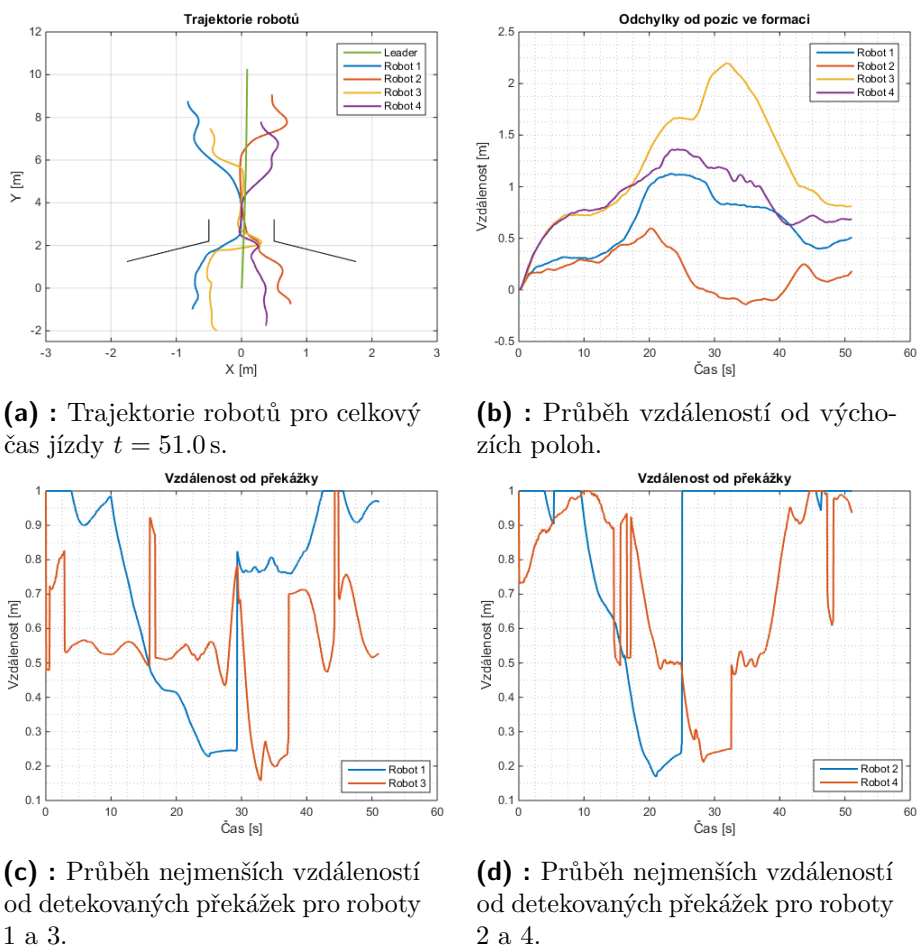 Trajektorie robotů
12
10
8
6
4
2
0
-2
Y [m]
-3
-2
-1
0
1
2
3
X [m]
Leader
Robot 1
Robot 2
Robot 3
Robot 4
Odchylky od pozic ve formaci
2.5
2
1.5
1
0.5
0
-0.5
Vzdálenost [m]
0
10
20
30
40
50
60
Čas [s]
Robot 1
Robot 2
Robot 3
Robot 4
(a) : Trajektorie robotů pro celkový
čas jízdy t = 51.0 s.
(b) : Průběh vzdáleností od výcho-
zích poloh.
Vzdálenost od překážky
1
0.9
0.8
0.7
0.6
0.5
0.4
0.3
0.2
0.1
Vzdálenost [m]
0
10
20
30
40
50
60
Čas [s]
Robot 1
Robot 3
Vzdálenost od překážky
1
0.9
0.8
0.7
0.6
0.5
0.4
0.3
0.2
0.1
Vzdálenost [m]
0
10
20
30
40
50
60
Čas [s]
Robot 2
Robot 4
(c) : Průběh nejmenších vzdáleností
od detekovaných překážek pro roboty
1 a 3.
(d) : Průběh nejmenších vzdáleností
od detekovaných překážek pro roboty
2 a 4.